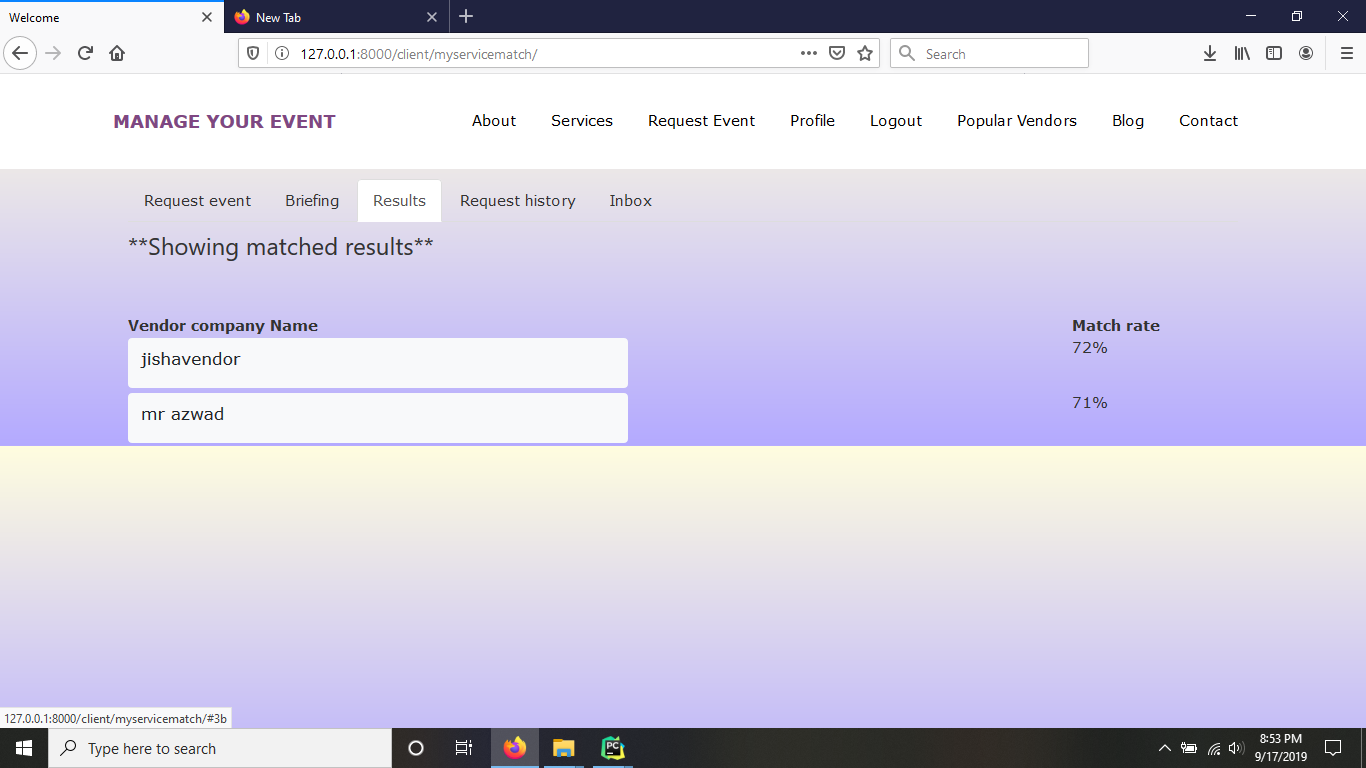 Welcome
New Tab
127.0.0.1:8000/client/myservicematch/
Search
MANAGE YOUR EVENT
About Services Request Event Profile Logout Popular Vendors Blog Contact
Request event Briefing Results Request history Inbox
**Showing matched results**
Vendor company Name Match rate
jishavendor 72%
mr azwad 71%
127.0.0.1:8000/client/myservicematch/#3b
Type here to search
PC
8:53 PM
9/17/2019